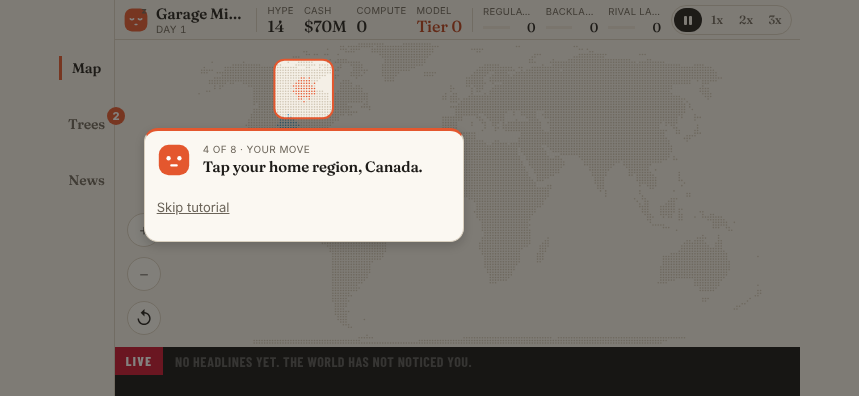 Garage Mi...
DAY 1
HYPE
14
CASH
$70M
COMPUTE
0
MODEL
Tier 0
REGULA...
0
BACKLA...
0
RIVAL LA...
0
1x
2x
3x
Map
Trees
2
News
4 OF 8 · YOUR MOVE
Tap your home region, Canada.
Skip tutorial
LIVE
NO HEADLINES YET. THE WORLD HAS NOT NOTICED YOU.